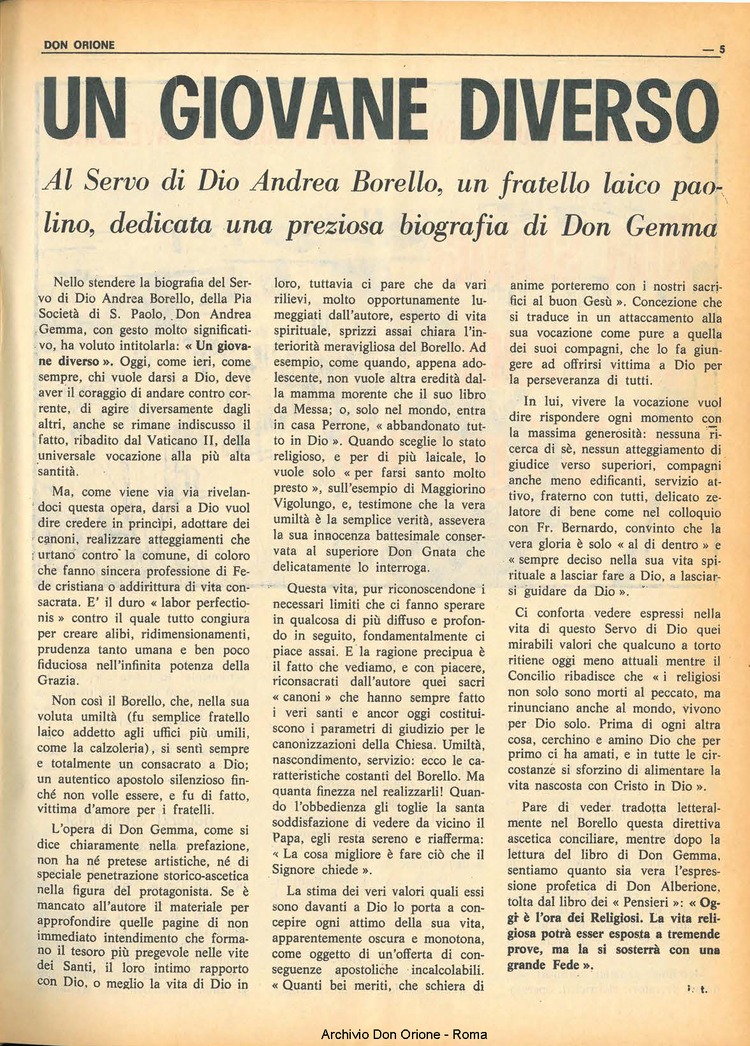 DON ORIONE
— 5
UN GIOVANE DIVERSO
Al Servo di Dio Andrea Borello, un fratello laico pao-
lino, dedicata una preziosa biografia di Don Gemma
Nello stendere la biografia del Ser-
vo di Dio Andrea Borello, della Pia
Società di S. Paolo, Don Andrea
Gemma, con gesto molto significati-
vo, ha voluto intitolarla: « Un giova-
ne diverso ». Oggi, come ieri, come
sempre, chi vuole darsi a Dio, deve
aver il coraggio di andare contro cor-
rente, di agire diversamente dagli
altri, anche se rimane indiscusso il
fatto, ribadito dal Vaticano II, della
universale vocazione alla più alta
santità.
Ma, come viene via via rivelan-
doci questa opera, darsi a Dio vuol
dire credere in princìpi, adottare dei
canoni, realizzare atteggiamenti che
urtano contro la comune, di coloro
che fanno sincera professione di Fe-
de cristiana o addirittura di vita con-
sacrata. E' il duro « labor perfectio-
nis » contro il quale tutto congiura
per creare alibi, ridimensionamenti,
prudenza tanto umana e ben poco
fiduciosa nell'infinita potenza della
Grazia.
Non così il Borello, che, nella sua
voluta umiltà (fu semplice fratello
laico addetto agli uffici più umili,
come la calzoleria), si sentì sempre
e totalmente un consacrato a Dio;
un autentico apostolo silenzioso fin-
ché non volle essere, e fu di fatto,
vittima d'amore per i fratelli.
L'opera di Don Gemma, come si
dice chiaramente nella prefazione,
non ha né pretese artistiche, né di
speciale penetrazione storico-ascetica
nella figura del protagonista. Se è
mancato all'autore il materiale per
approfondire quelle pagine di non
immediato intendimento che forma-
no il tesoro più pregevole nelle vite
dei Santi, il loro intimo rapporto
con Dio, o meglio la vita di Dio in
loro, tuttavia ci pare che da vari
rilievi, molto opportunamente lu-
meggiati dall'autore, esperto di vita
spirituale, sprizzi assai chiara l'in-
teriorità meravigliosa del Borello. Ad
esempio, come quando, appena ado-
lescente, non vuole altra eredità dal-
la mamma morente che il suo libro
da Messa; o, solo nel mondo, entra
in casa Perrone, « abbandonato tut-
to in Dio ». Quando sceglie lo stato
religioso, e per di più laicale, lo
vuole solo « per farsi santo molto
presto », sull'esempio di Maggiorino
Vigolungo, e, testimone che la vera
umiltà è la semplice verità, assevera
la sua innocenza battesimale conser-
vata al superiore Don Gnata che
delicatamente lo interroga.
Questa vita, pur riconoscendone i
necessari limiti che ci fanno sperare
in qualcosa di più diffuso e profon-
do in seguito, fondamentalmente ci
piace assai. E la ragione precipua è
il fatto che vediamo, e con piacere,
riconsacrati dall'autore quei sacri
« canoni » che hanno sempre fatto
i veri santi e ancor oggi costitui-
scono i parametri di giudizio per le
canonizzazioni della Chiesa. Umiltà,
nascondimento, servizio: ecco le ca-
ratteristiche costanti del Borello. Ma
quanta finezza nel realizzarli! Quan-
do l'obbedienza gli toglie la santa
soddisfazione di vedere da vicino il
Papa, egli resta sereno e riafferma:
« La cosa migliore è fare ciò che il
Signore chiede ».
La stima dei veri valori quali essi
sono davanti a Dio lo porta a con-
cepire ogni attimo della sua vita,
apparentemente oscura e monotona,
come oggetto di un'offerta di con-
seguenze apostoliche incalcolabili.
« Quanti bei meriti, che schiera di
anime porteremo con i nostri sacri-
fici al buon Gesù ». Concezione che
si traduce in un attaccamento alla
sua vocazione come pure a quella
dei suoi compagni, che lo fa giun-
gere ad offrirsi vittima a Dio per
la perseveranza di tutti.
In lui, vivere la vocazione vuol
dire rispondere ogni momento con
la massima generosità: nessuna ri-
cerca di sè, nessun atteggiamento di
giudice verso superiori, compagni
anche meno edificanti, servizio at-
tivo, fraterno con tutti, delicato ze-
latore di bene come nel colloquio
con Fr. Bernardo, convinto che la
vera gloria è solo « al di dentro » e
« sempre deciso nella sua vita spi-
rituale a lasciar fare a Dio, a lasciar-
si guidare da Dio ».
Ci conforta vedere espressi nella
vita di questo Servo di Dio quei
mirabili valori che qualcuno a torto
ritiene oggi meno attuali mentre il
Concilio ribadisce che « i religiosi
non solo sono morti al peccato, ma
rinunciano anche al mondo, vivono
per Dio solo. Prima di ogni altra
cosa, cerchino e amino Dio che per
primo ci ha amati, e in tutte le cir-
costanze si sforzino di alimentare la
vita nascosta con Cristo in Dio ».
Pare di veder tradotta letteral-
mente nel Borello questa direttiva
ascetica conciliare, mentre dopo la
lettura del libro di Don Gemma,
sentiamo quanto sia vera l'espres-
sione profetica di Don Alberione,
tolta dal libro dei « Pensieri »: « Og-
gi è l'ora dei Religiosi. La vita reli-
giosa potrà esser esposta a tremende
prove, ma la si sosterrà con una
grande Fede ».
i. t.
Archivio Don Orione - Roma